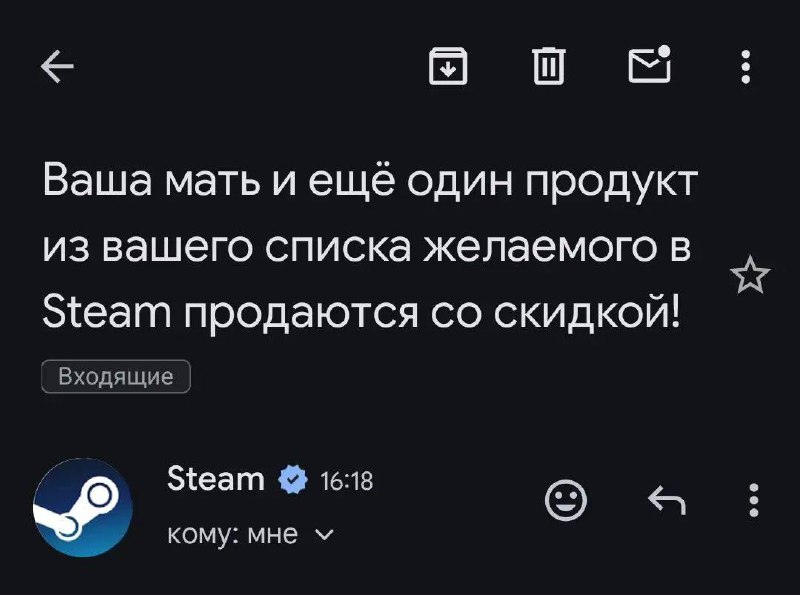 Ваша мать и ещё один продукт
из вашего списка желаемого в
Steam продаются со скидкой!
Входящие
Steam 16:18
кому: мне